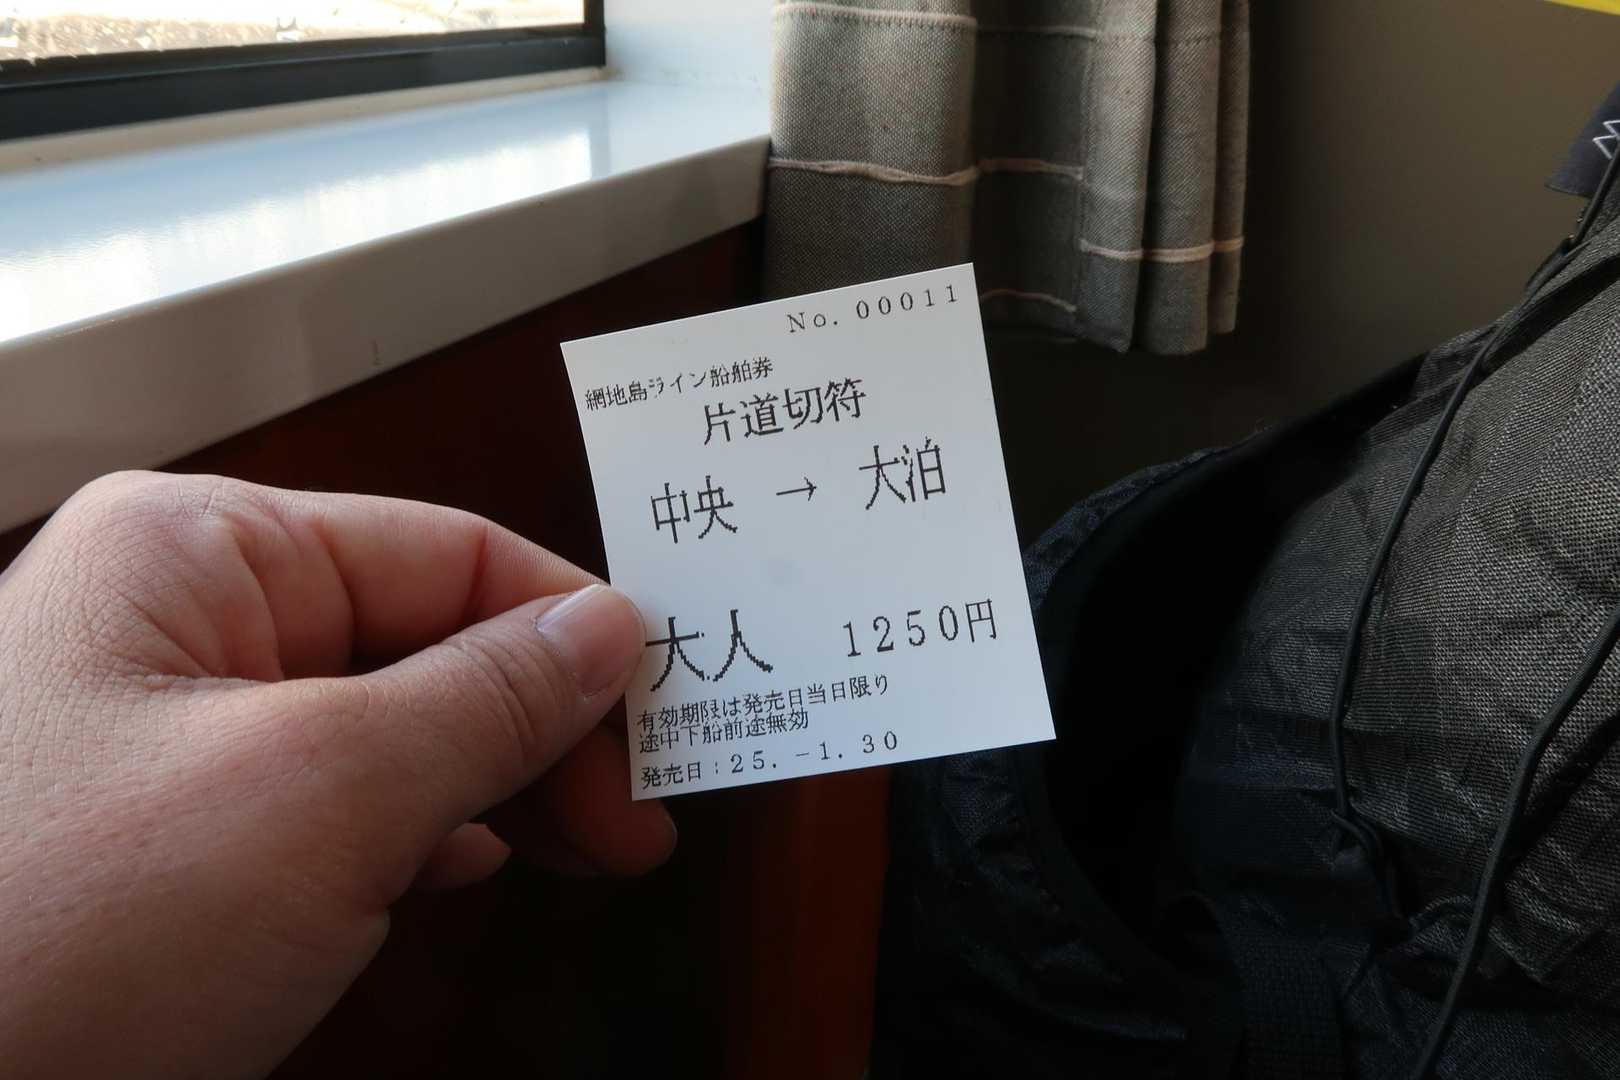 No. 00011
網地島ライン船舶券
片道切符
中央 → 大泊
大人 1250円
有効期限は発売日当日限り
途中下船前途無効
発売日:25. -1. 30